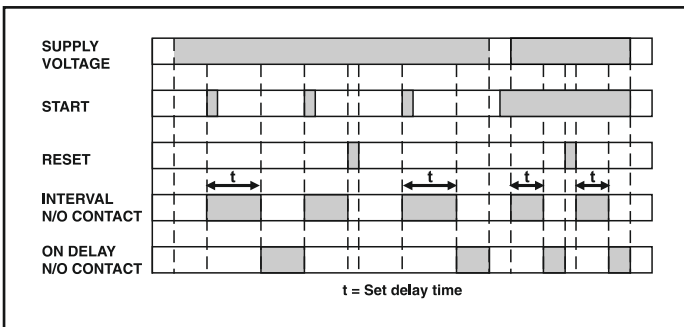 SUPPLY
VOLTAGE
START
RESET
t t t t
INTERVAL
N/O CONTACT
ON DELAY
N/O CONTACT
t = Set delay time